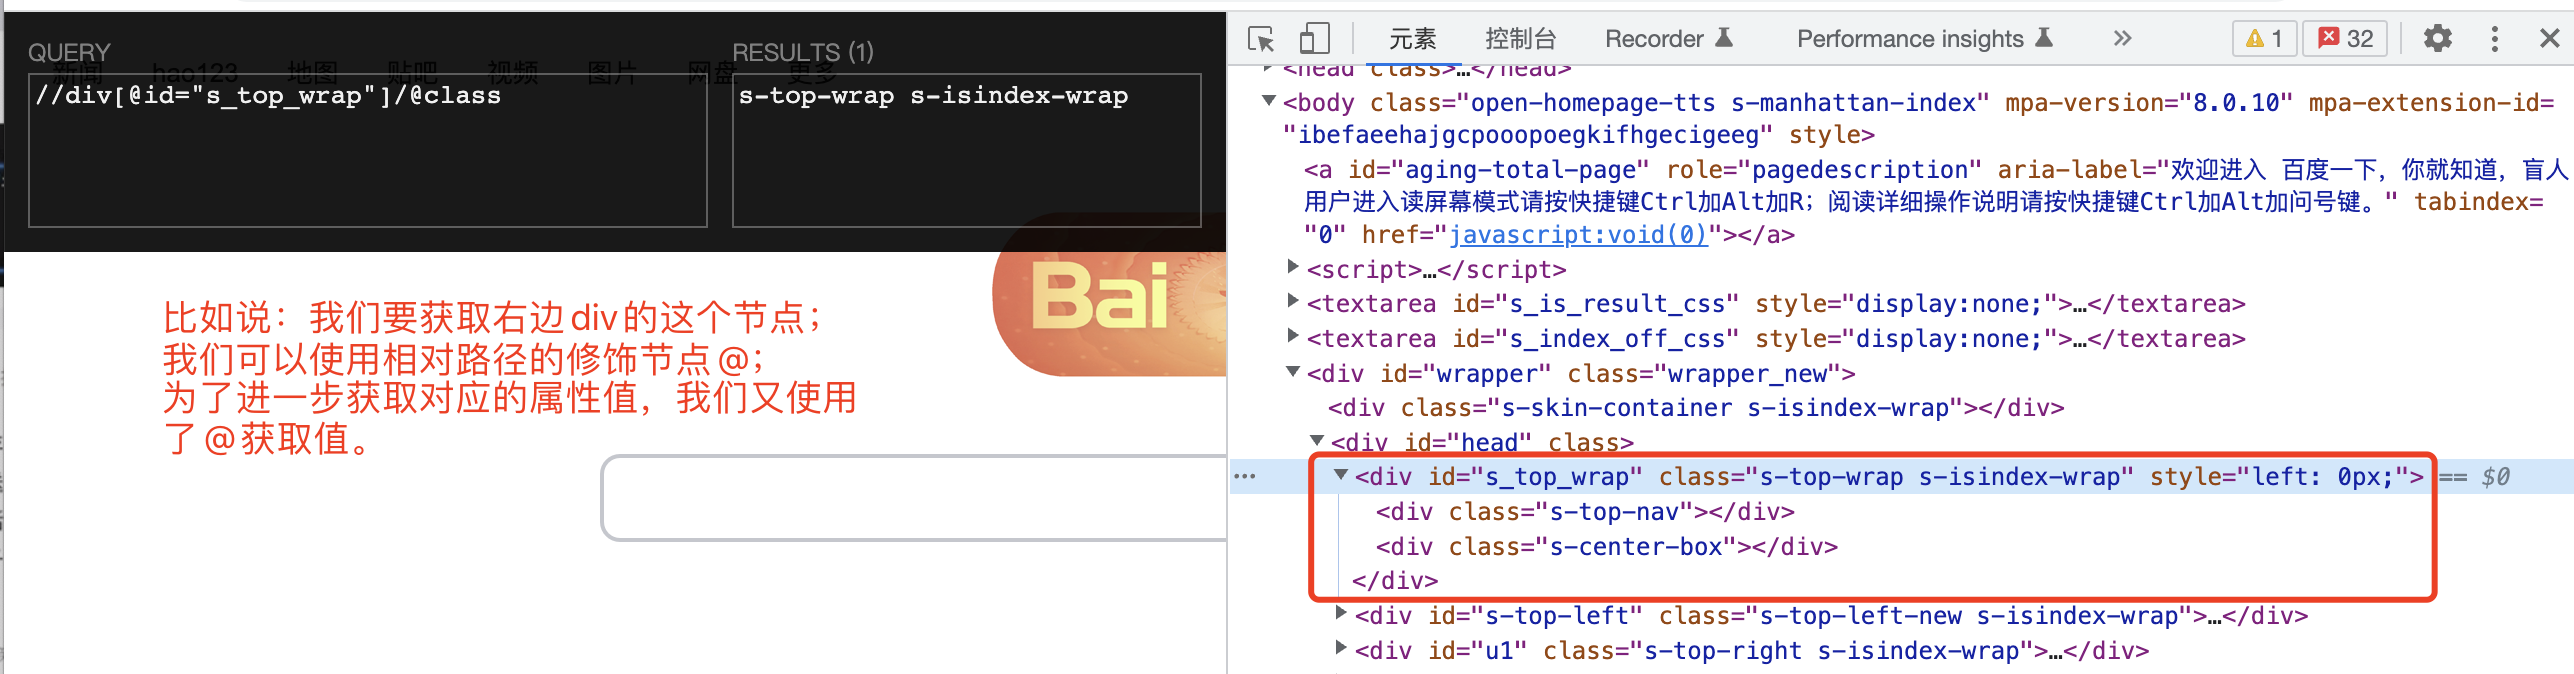 QUERY
RESULTS (1)
新闻 hao123 地图 贴吧 视频 图片 网盘 更多
//div[@id="s_top_wrap"]/@class
s-top-wrap s-isindex-wrap
Bai
比如说：我们要获取右边div的这个节点；
我们可以使用相对路径的修饰节点@；
为了进一步获取对应的属性值，我们又使用
了@获取值。
元素 控制台 Recorder Performance insights » 1 32
<head class>…</head>
<body class="open-homepage-tts s-manhattan-index" mpa-version="8.0.10" mpa-extension-id=
"ibefaeehajgcpooopoegkifhgecigeeg" style>
<a id="aging-total-page" role="pagedescription" aria-label="欢迎进入 百度一下，你就知道，盲人
用户进入读屏幕模式请按快捷键Ctrl加Alt加R；阅读详细操作说明请按快捷键Ctrl加Alt加问号键。" tabindex=
"0" href="javascript:void(0)"></a>
<script>…</script>
<textarea id="s_is_result_css" style="display:none;">…</textarea>
<textarea id="s_index_off_css" style="display:none;">…</textarea>
<div id="wrapper" class="wrapper_new">
<div class="s-skin-container s-isindex-wrap"></div>
<div id="head" class>
<div id="s_top_wrap" class="s-top-wrap s-isindex-wrap" style="left: 0px;"> == $0
<div class="s-top-nav"></div>
<div class="s-center-box"></div>
</div>
<div id="s-top-left" class="s-top-left-new s-isindex-wrap">…</div>
<div id="u1" class="s-top-right s-isindex-wrap">…</div>